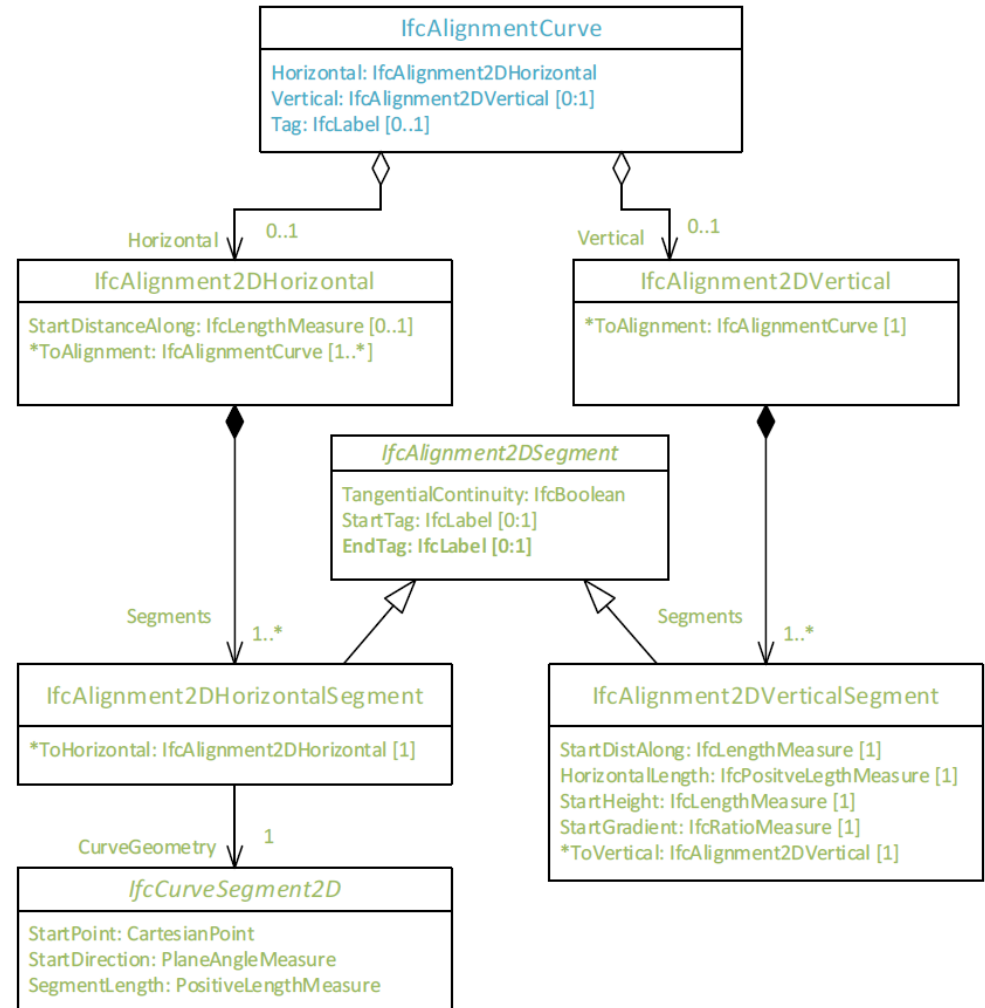 IfcAlignmentCurve
Horizontal: IfcAlignment2DHorizontal
Vertical: IfcAlignment2DVertical [0:1]
Tag: IfcLabel [0..1]
Horizontal
0..1
Vertical
0..1
IfcAlignment2DHorizontal
StartDistanceAlong: IfcLengthMeasure [0..1]
*ToAlignment: IfcAlignmentCurve [1..*]
IfcAlignment2DVertical
*ToAlignment: IfcAlignmentCurve [1]
IfcAlignment2DSegment
TangentialContinuity: IfcBoolean
StartTag: IfcLabel [0:1]
EndTag: IfcLabel [0:1]
Segments
1..*
Segments
1..*
IfcAlignment2DHorizontalSegment
*ToHorizontal: IfcAlignment2DHorizontal [1]
IfcAlignment2DVerticalSegment
StartDistAlong: IfcLengthMeasure [1]
HorizontalLength: IfcPositveLegthMeasure [1]
StartHeight: IfcLengthMeasure [1]
StartGradient: IfcRatioMeasure [1]
*ToVertical: IfcAlignment2DVertical [1]
CurveGeometry
1
IfcCurveSegment2D
StartPoint: CartesianPoint
StartDirection: PlaneAngleMeasure
SegmentLength: PositiveLengthMeasure